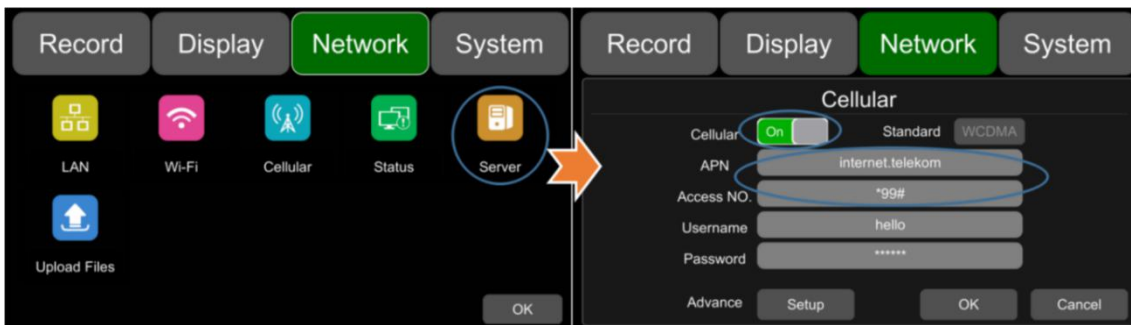 Record Display Network System
LAN Wi-Fi Cellular Status Server
Upload Files
OK
Record Display Network System
Cellular
Cellular On Standard WCDMA
APN internet.telekom
Access NO. *99#
Username hello
Password ******
Advance Setup OK Cancel